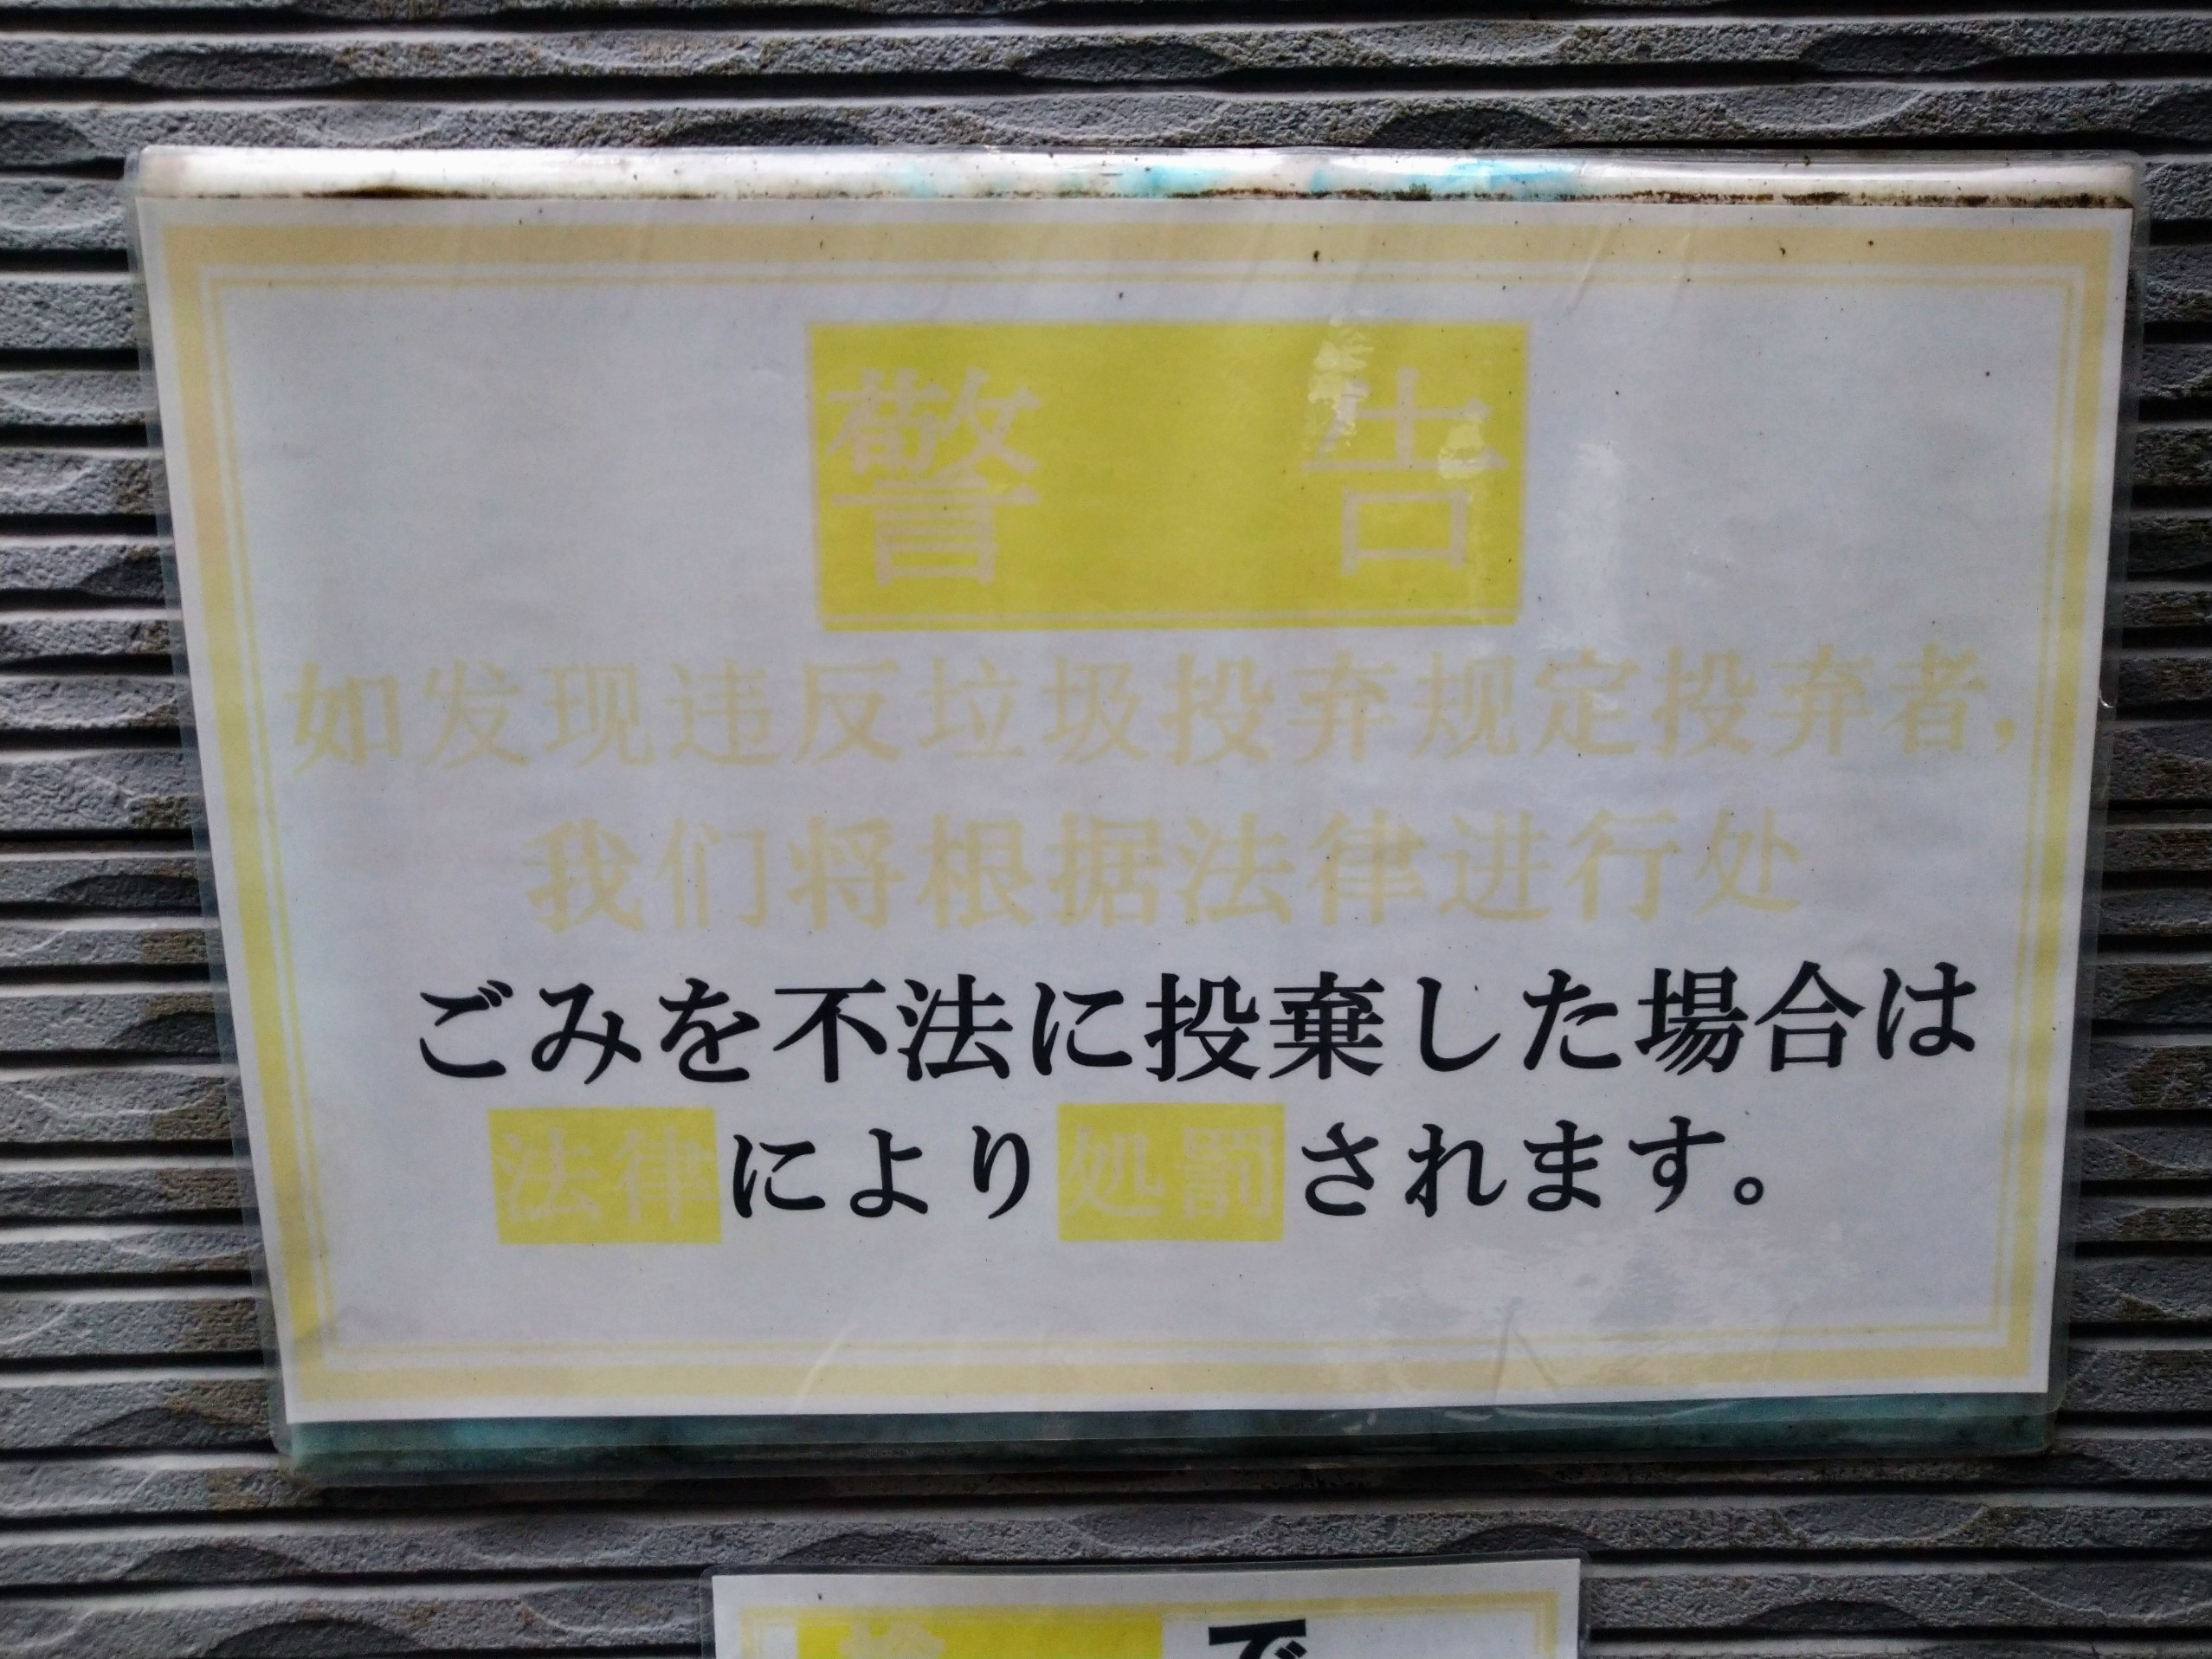 警 告
如发现违反垃圾投弃规定投弃者,
我们将根据法律进行处
ごみを不法に投棄した場合は
法律により処罰されます。
で